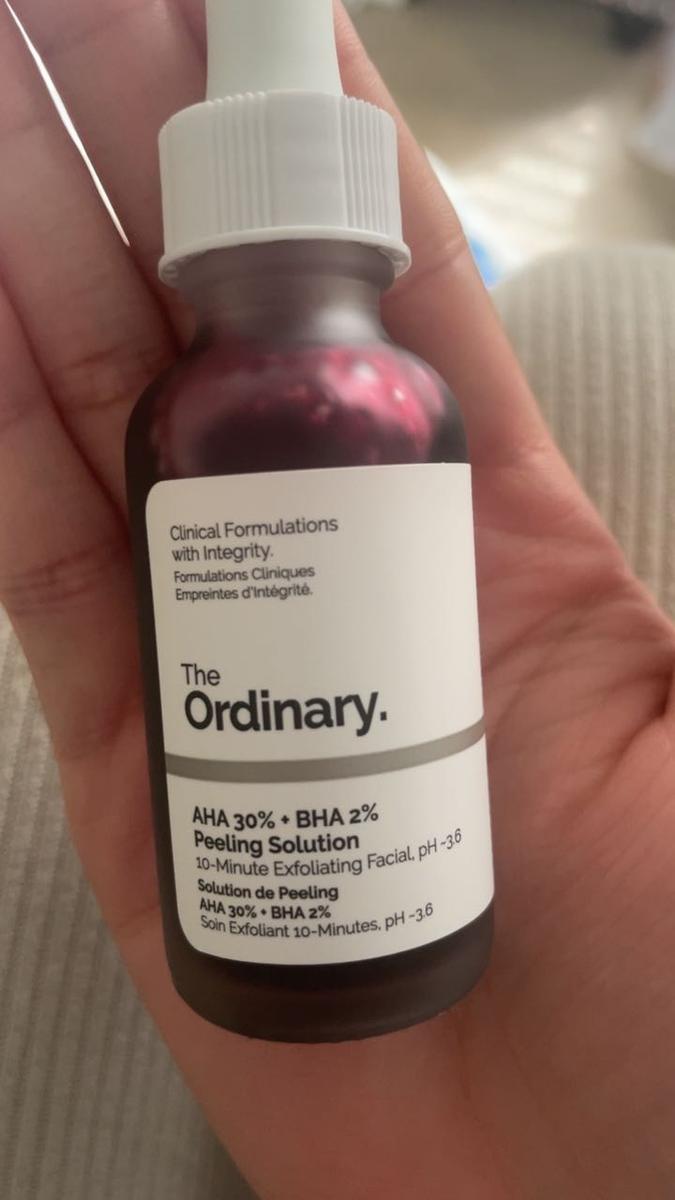 Clinical Formulations
with Integrity.
Formulations Cliniques
Empreintes d'Intégrité.
The
Ordinary.
AHA 30% + BHA 2%
Peeling Solution
10-Minute Exfoliating Facial, pH ~3.6
Solution de Peeling
AHA 30% + BHA 2%
Soin Exfoliant 10-Minutes, pH ~3.6